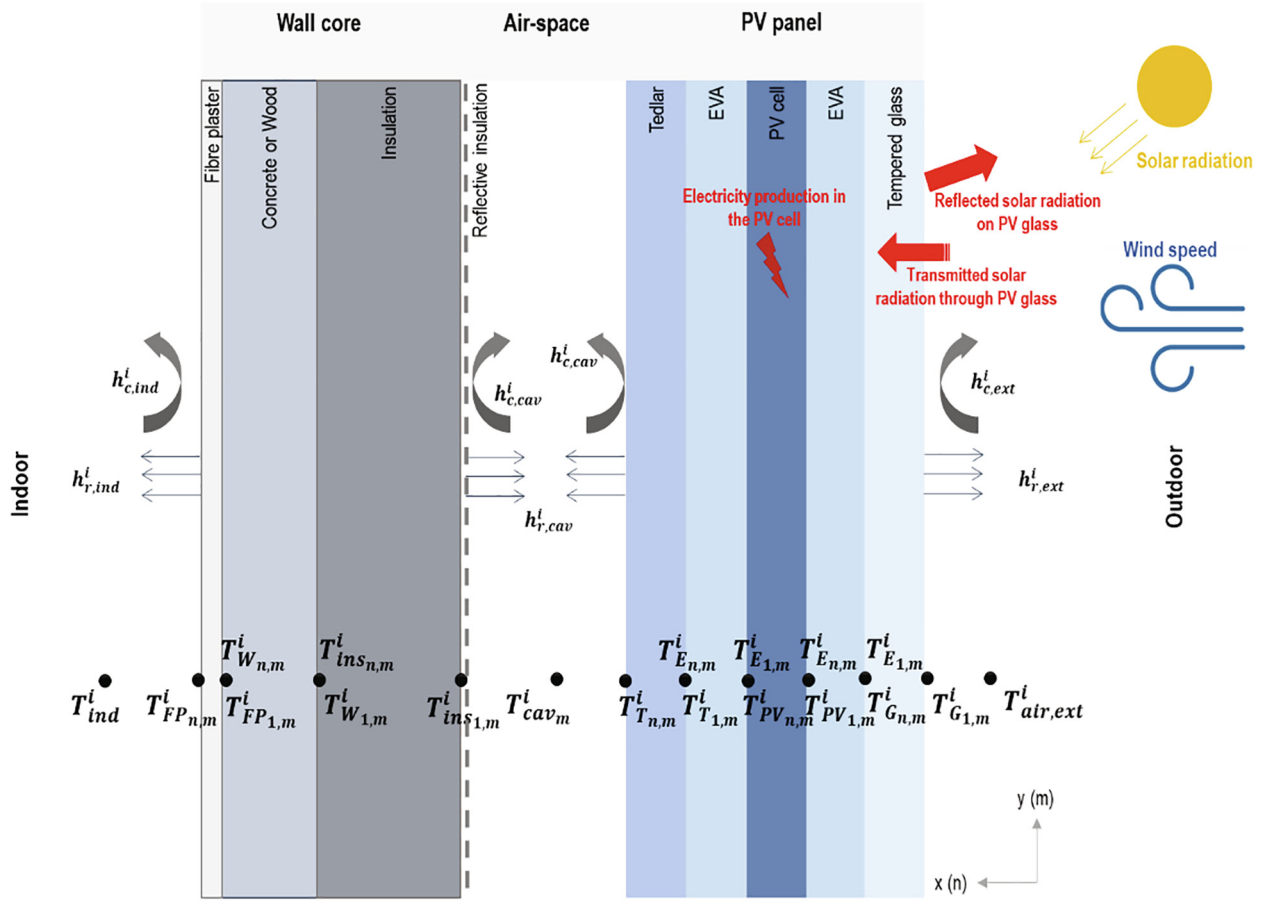 Wall core
Air-space
PV panel
Fibre plaster
Concrete or Wood
Insulation
Reflective insulation
Tedlar
EVA
PV cell
EVA
Tempered glass
Solar radiation
Electricity production in
the PV cell
Reflected solar radiation
on PV glass
Transmitted solar
radiation through PV glass
Wind speed
h^i_{c,ind}
h^i_{c,cav}
h^i_{c,cav}
h^i_{c,ext}
Indoor
h^i_{r,ind}
h^i_{r,cav}
h^i_{r,ext}
Outdoor
T^i_{W_{n,m}}
T^i_{ins_{n,m}}
T^i_{E_{n,m}}
T^i_{E_{1,m}}
T^i_{E_{n,m}}
T^i_{E_{1,m}}
T^i_{ind}
T^i_{FP_{n,m}}
T^i_{FP_{1,m}}
T^i_{W_{1,m}}
T^i_{ins_{1,m}}
T^i_{cav_m}
T^i_{T_{n,m}}
T^i_{T_{1,m}}
T^i_{PV_{n,m}}
T^i_{PV_{1,m}}
T^i_{G_{n,m}}
T^i_{G_{1,m}}
T^i_{air,ext}
y (m)
x (n)